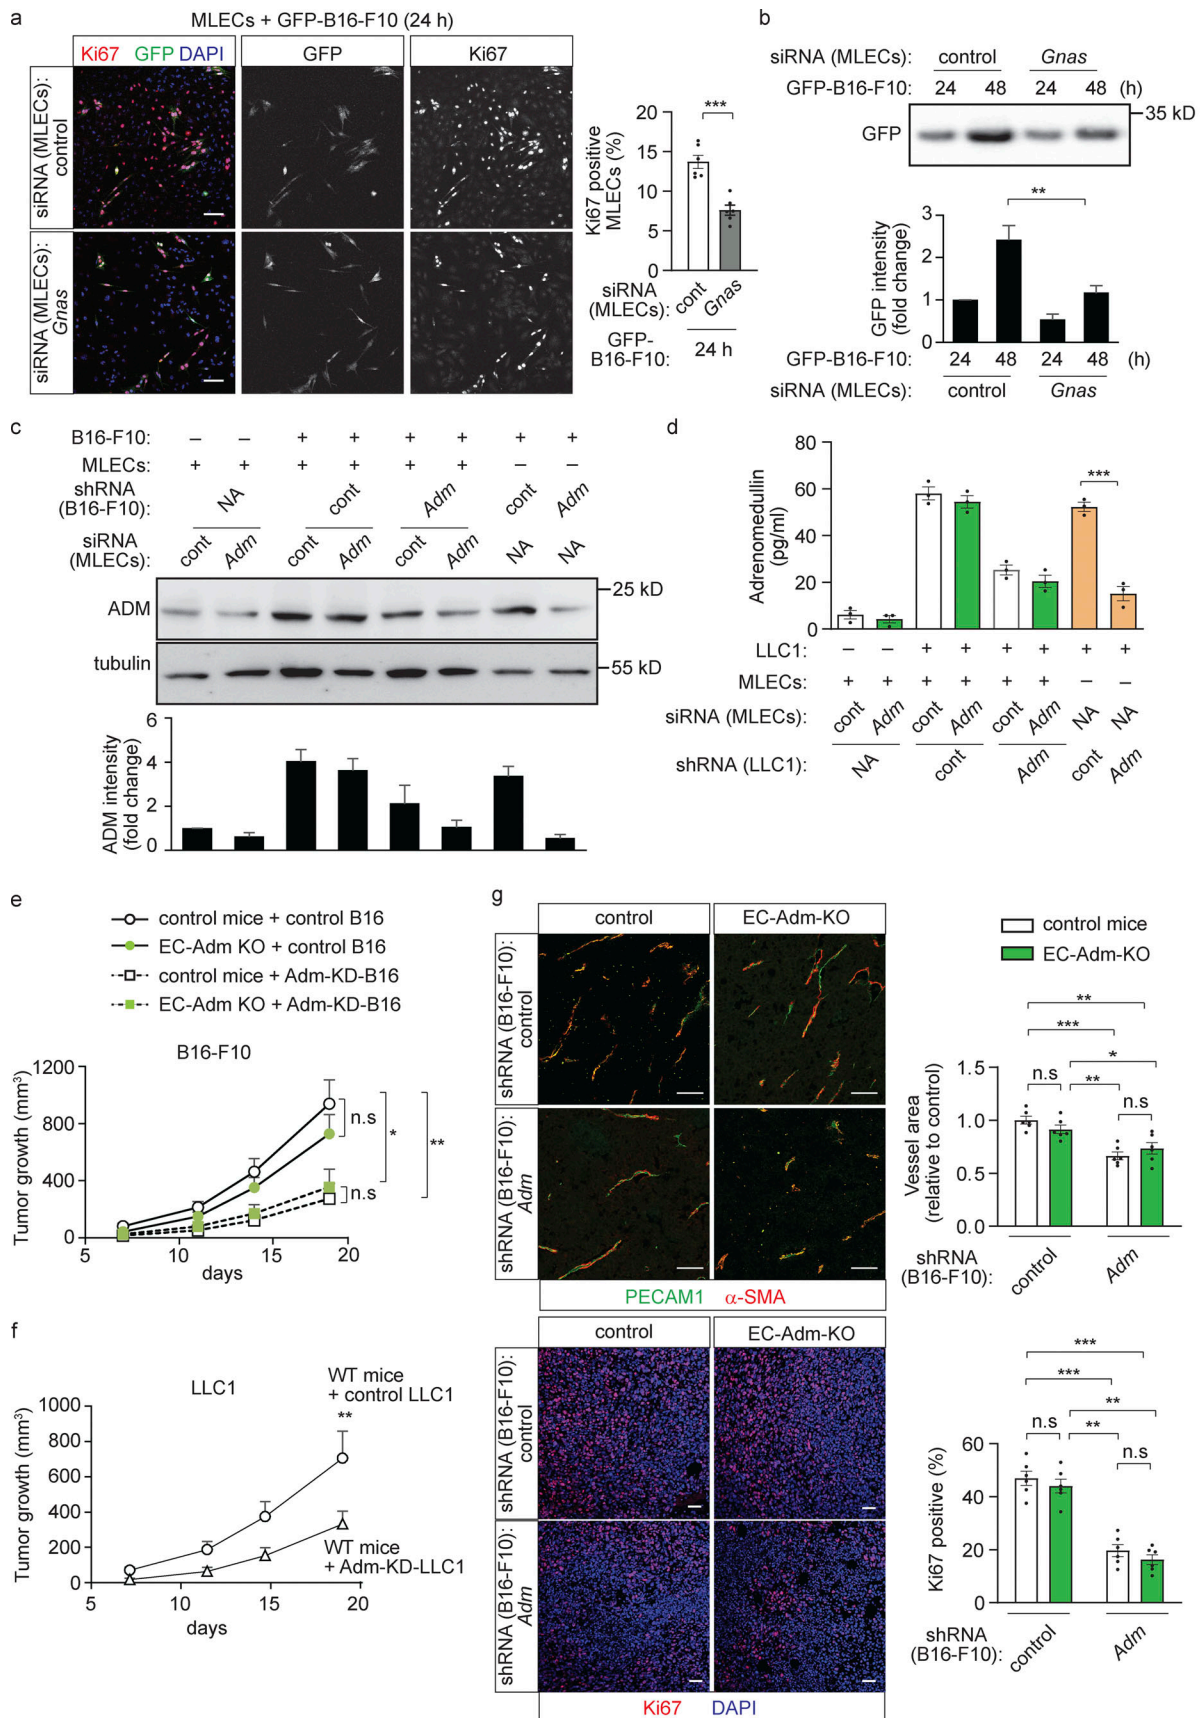 a
MLECs + GFP-B16-F10 (24 h)
Ki67 GFP DAPI
GFP
Ki67
siRNA (MLECs):
control
siRNA (MLECs):
Gnas
Ki67 positive
MLECs (%)
20
15
10
5
0
***
siRNA
(MLECs):
cont
Gnas
GFP-
B16-F10:
24 h
b
siRNA (MLECs): control Gnas
GFP-B16-F10: 24 48 24 48 (h)
GFP
35 kD
GFP intensity
(fold change)
3
2
1
0
**
GFP-B16-F10: 24 48 24 48 (h)
siRNA (MLECs): control Gnas
c
B16-F10: – – + + + + + +
MLECs: + + + + + + – –
shRNA
(B16-F10):
NA cont Adm cont Adm
siRNA
(MLECs):
cont Adm cont Adm cont Adm NA NA
ADM
25 kD
tubulin
55 kD
ADM intensity
(fold change)
6
4
2
0
d
Adrenomedullin
(pg/ml)
80
60
40
20
0
***
LLC1: – – + + + + + +
MLECs: + + + + + + – –
siRNA (MLECs): cont Adm cont Adm cont Adm NA NA
shRNA (LLC1): NA cont Adm cont Adm
e
control mice + control B16
EC-Adm KO + control B16
control mice + Adm-KD-B16
EC-Adm KO + Adm-KD-B16
B16-F10
Tumor growth (mm³)
1200
800
400
0
n.s
*
**
n.s
5 10 15 20
days
f
LLC1
WT mice
+ control LLC1
**
WT mice
+ Adm-KD-LLC1
Tumor growth (mm³)
1000
800
600
400
200
0
5 10 15 20
days
g
control
EC-Adm-KO
shRNA (B16-F10):
control
shRNA (B16-F10):
Adm
PECAM1 α-SMA
control mice
EC-Adm-KO
Vessel area
(relative to control)
1.5
1.0
0.5
0.0
**
***
*
n.s
**
n.s
shRNA
(B16-F10):
control
Adm
control
EC-Adm-KO
shRNA (B16-F10):
control
shRNA (B16-F10):
Adm
Ki67 DAPI
Ki67 positive (%)
60
40
20
0
***
***
**
n.s
**
n.s
shRNA
(B16-F10):
control
Adm